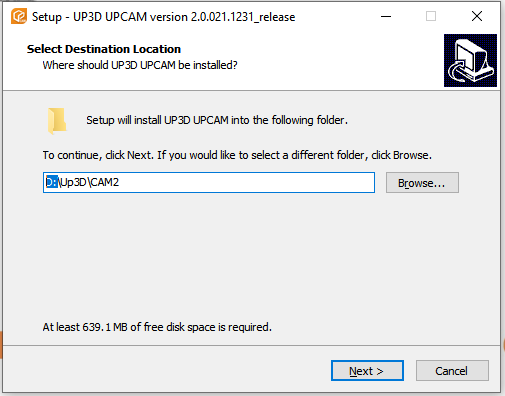 Setup - UP3D UPCAM version 2.0.021.1231_release
Select Destination Location
Where should UP3D UPCAM be installed?
Setup will install UP3D UPCAM into the following folder.
To continue, click Next. If you would like to select a different folder, click Browse.
D:\Up3D\CAM2
Browse...
At least 639.1 MB of free disk space is required.
Next >
Cancel